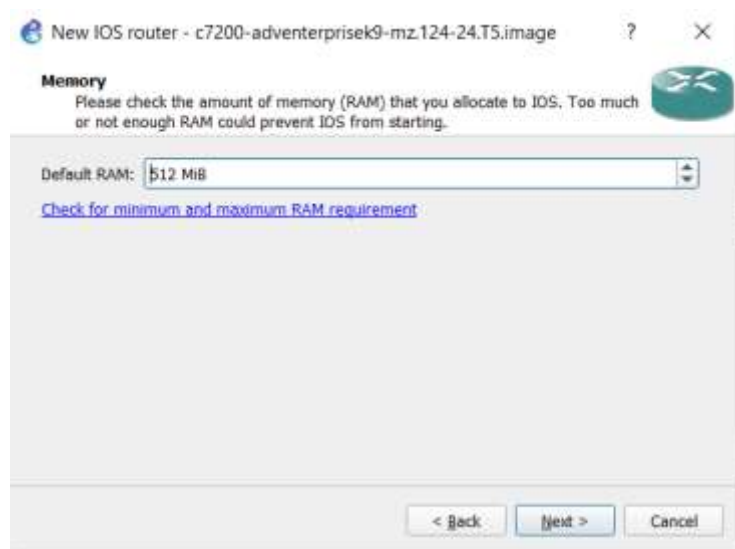 New IOS router - c7200-adventerprisek9-mz.124-24.T5.image ? ×
Memory
Please check the amount of memory (RAM) that you allocate to IOS. Too much
or not enough RAM could prevent IOS from starting.
Default RAM: 512 MiB
Check for minimum and maximum RAM requirement
< Back Next > Cancel